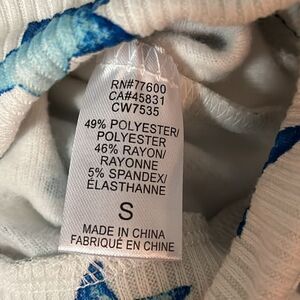 RN#77600
CA#45831
CW7535
49% POLYESTER/
POLYESTER
46% RAYON/
RAYONNE
5% SPANDEX/
ÉLASTHANNE
S
MADE IN CHINA
FABRIQUÉ EN CHINE